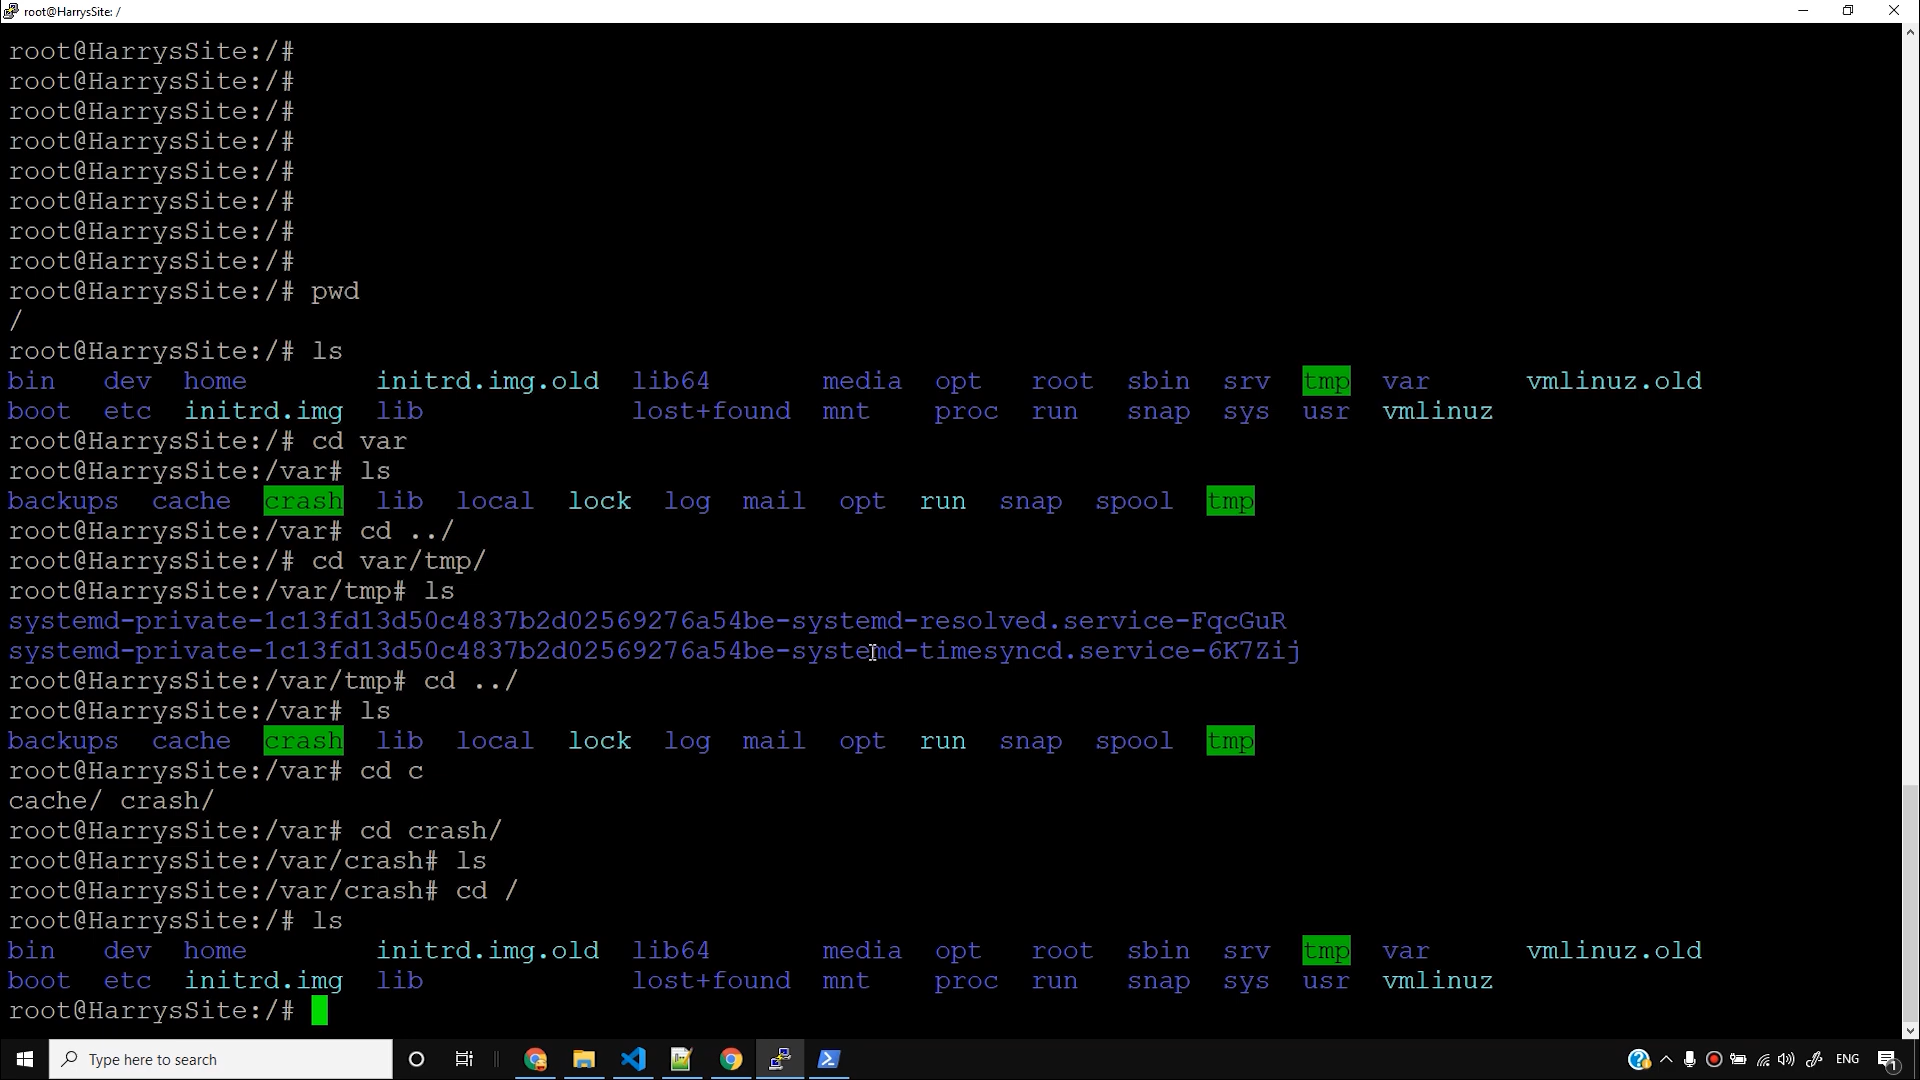 root@HarrysSite: /
root@HarrysSite:/#
root@HarrysSite:/#
root@HarrysSite:/#
root@HarrysSite:/#
root@HarrysSite:/#
root@HarrysSite:/#
root@HarrysSite:/#
root@HarrysSite:/#
root@HarrysSite:/# pwd
/
root@HarrysSite:/# ls
bin dev home initrd.img.old lib64 media opt root sbin srv tmp var vmlinuz.old
boot etc initrd.img lib lost+found mnt proc run snap sys usr vmlinuz
root@HarrysSite:/# cd var
root@HarrysSite:/var# ls
backups cache crash lib local lock log mail opt run snap spool tmp
root@HarrysSite:/var# cd ../
root@HarrysSite:/# cd var/tmp/
root@HarrysSite:/var/tmp# ls
systemd-private-1c13fd13d50c4837b2d02569276a54be-systemd-resolved.service-FqcGuR
systemd-private-1c13fd13d50c4837b2d02569276a54be-systemd-timesyncd.service-6K7Zij
root@HarrysSite:/var/tmp# cd ../
root@HarrysSite:/var# ls
backups cache crash lib local lock log mail opt run snap spool tmp
root@HarrysSite:/var# cd c
cache/ crash/
root@HarrysSite:/var# cd crash/
root@HarrysSite:/var/crash# ls
root@HarrysSite:/var/crash# cd /
root@HarrysSite:/# ls
bin dev home initrd.img.old lib64 media opt root sbin srv tmp var vmlinuz.old
boot etc initrd.img lib lost+found mnt proc run snap sys usr vmlinuz
root@HarrysSite:/#
Type here to search
ENG
1